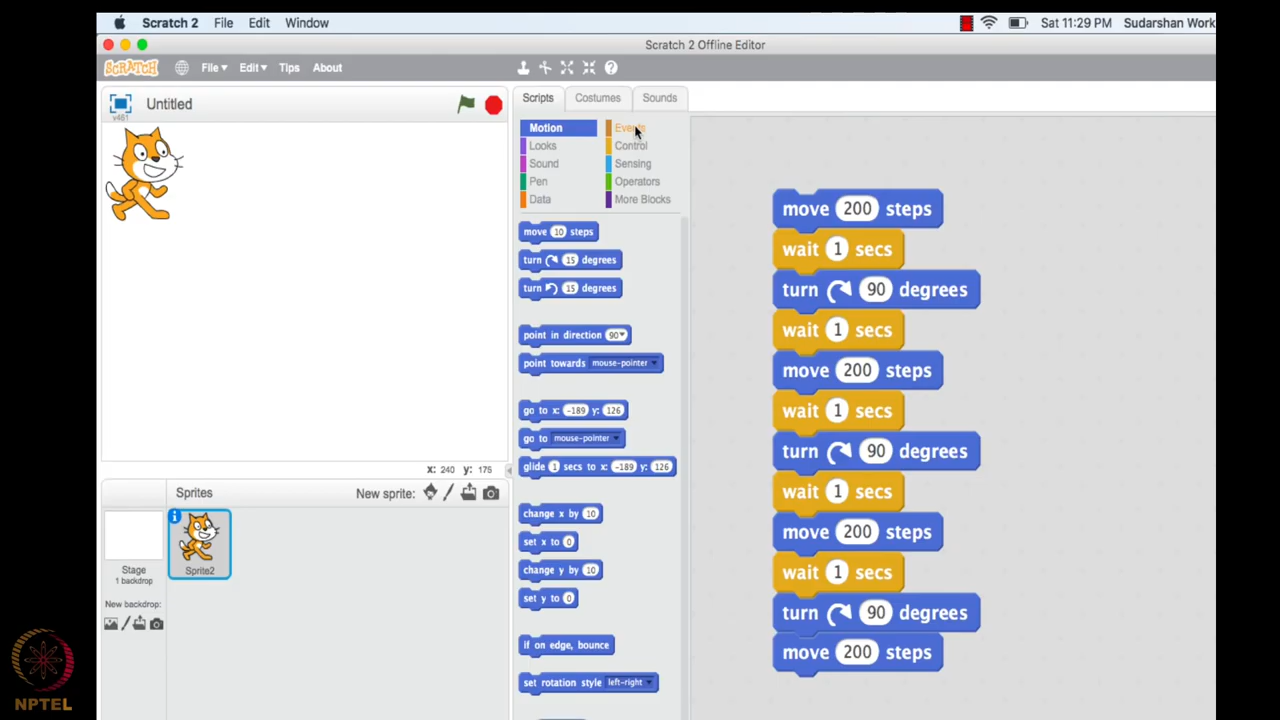 Scratch 2 File Edit Window Sat 11:29 PM Sudarshan Work
Scratch 2 Offline Editor
SCRATCH File Edit Tips About
Untitled
v461
Scripts Costumes Sounds
Motion Events
Looks Control
Sound Sensing
Pen Operators
Data More Blocks
move 10 steps
turn 15 degrees
turn 15 degrees
point in direction 90
point towards mouse-pointer
go to x: -189 y: 126
go to mouse-pointer
glide 1 secs to x: -189 y: 126
change x by 10
set x to 0
change y by 10
set y to 0
if on edge, bounce
set rotation style left-right
x: 240 y: 175
Sprites New sprite:
Stage
1 backdrop
New backdrop:
Sprite2
move 200 steps
wait 1 secs
turn 90 degrees
wait 1 secs
move 200 steps
wait 1 secs
turn 90 degrees
wait 1 secs
move 200 steps
wait 1 secs
turn 90 degrees
move 200 steps
NPTEL